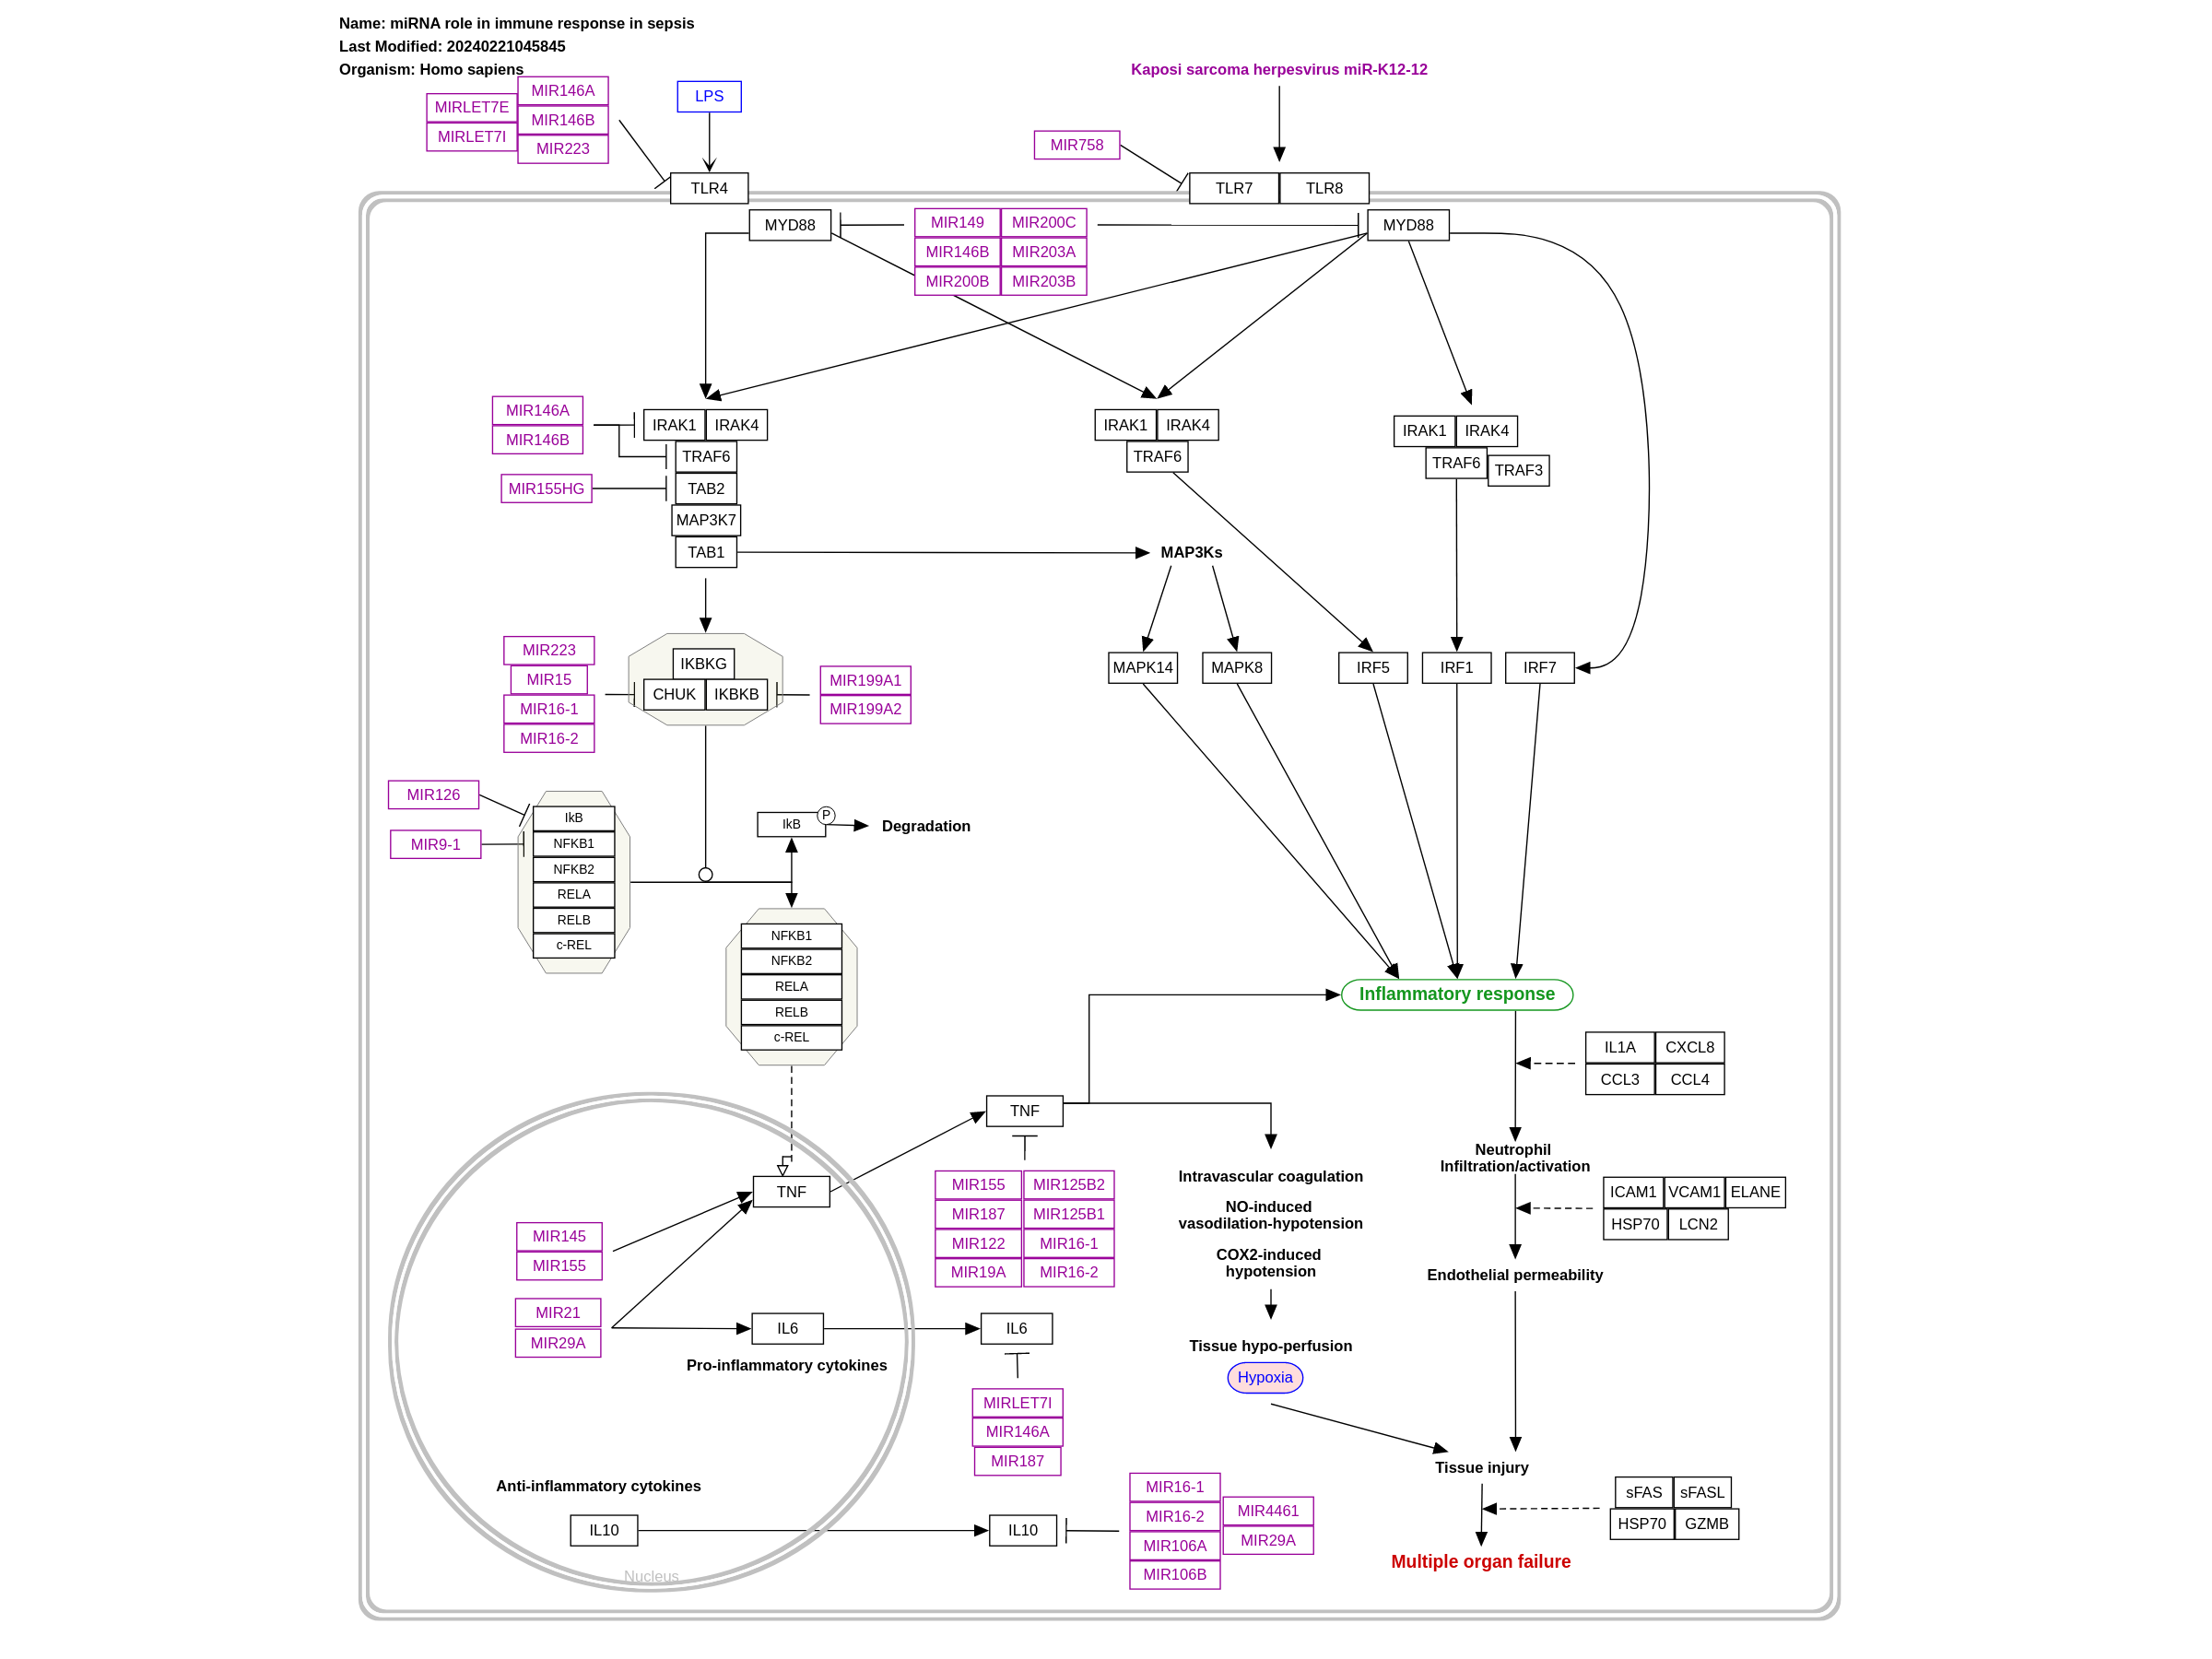 Name: miRNA role in immune response in sepsis
Last Modified: 20240221045845
Organism: Homo sapiens
Kaposi sarcoma herpesvirus miR-K12-12
MIRLET7E
MIRLET7I
MIR146A
MIR146B
MIR223
LPS
MIR758
TLR4
TLR7 TLR8
MYD88
MIR149 MIR200C
MIR146B MIR203A
MIR200B MIR203B
MYD88
MIR146A
MIR146B
MIR155HG
IRAK1 IRAK4
TRAF6
TAB2
MAP3K7
TAB1
IRAK1 IRAK4
TRAF6
IRAK1 IRAK4
TRAF6 TRAF3
MAP3Ks
MIR223
MIR15
MIR16-1
MIR16-2
IKBKG
CHUK IKBKB
MIR199A1
MIR199A2
MAPK14 MAPK8 IRF5 IRF1 IRF7
MIR126
MIR9-1
IkB
NFKB1
NFKB2
RELA
RELB
c-REL
IkB P
Degradation
NFKB1
NFKB2
RELA
RELB
c-REL
Inflammatory response
IL1A CXCL8
CCL3 CCL4
TNF
Neutrophil
Infiltration/activation
ICAM1 VCAM1 ELANE
HSP70 LCN2
TNF
MIR155 MIR125B2
MIR187 MIR125B1
MIR122 MIR16-1
MIR19A MIR16-2
Intravascular coagulation
NO-induced
vasodilation-hypotension
COX2-induced
hypotension
Endothelial permeability
MIR145
MIR155
MIR21
MIR29A
IL6
IL6
Pro-inflammatory cytokines
Tissue hypo-perfusion
Hypoxia
MIRLET7I
MIR146A
MIR187
Tissue injury
Anti-inflammatory cytokines
IL10
IL10
MIR16-1
MIR16-2
MIR106A
MIR106B
MIR4461
MIR29A
sFAS sFASL
HSP70 GZMB
Multiple organ failure
Nucleus